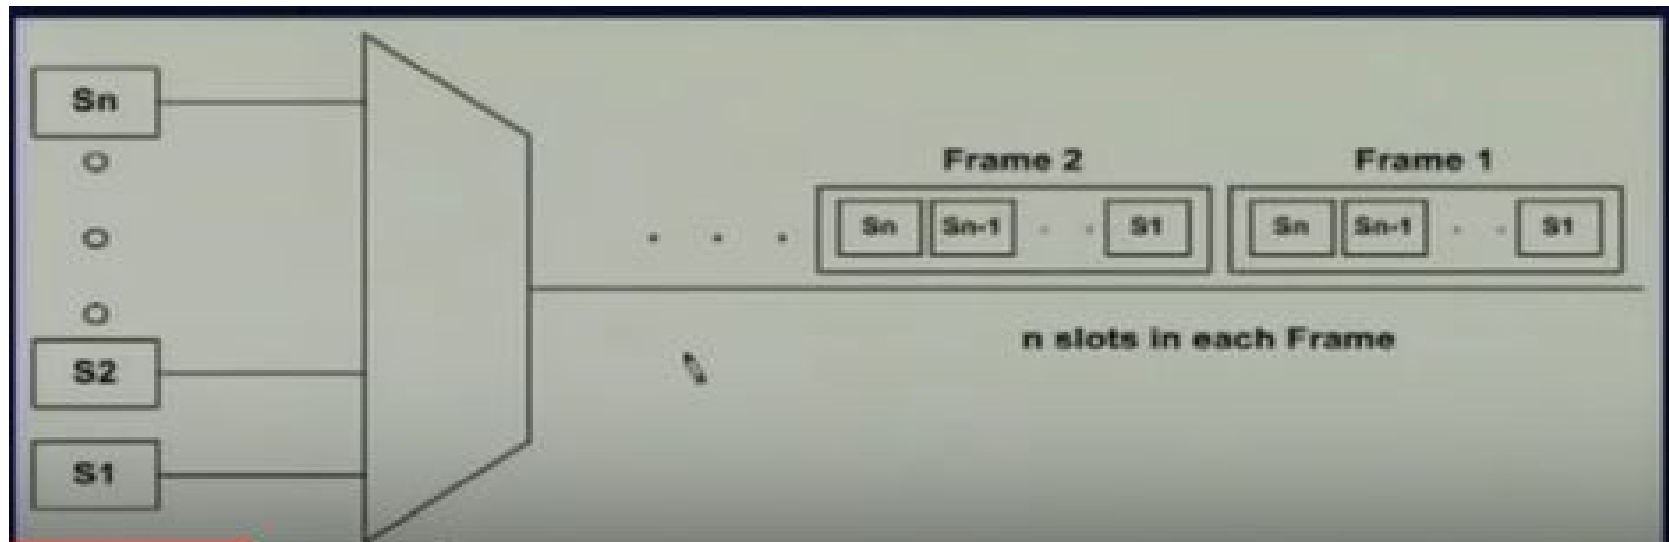 Sn
Frame 2
Frame 1
Sn Sn-1 S1
Sn Sn-1 S1
n slots in each Frame
S2
S1